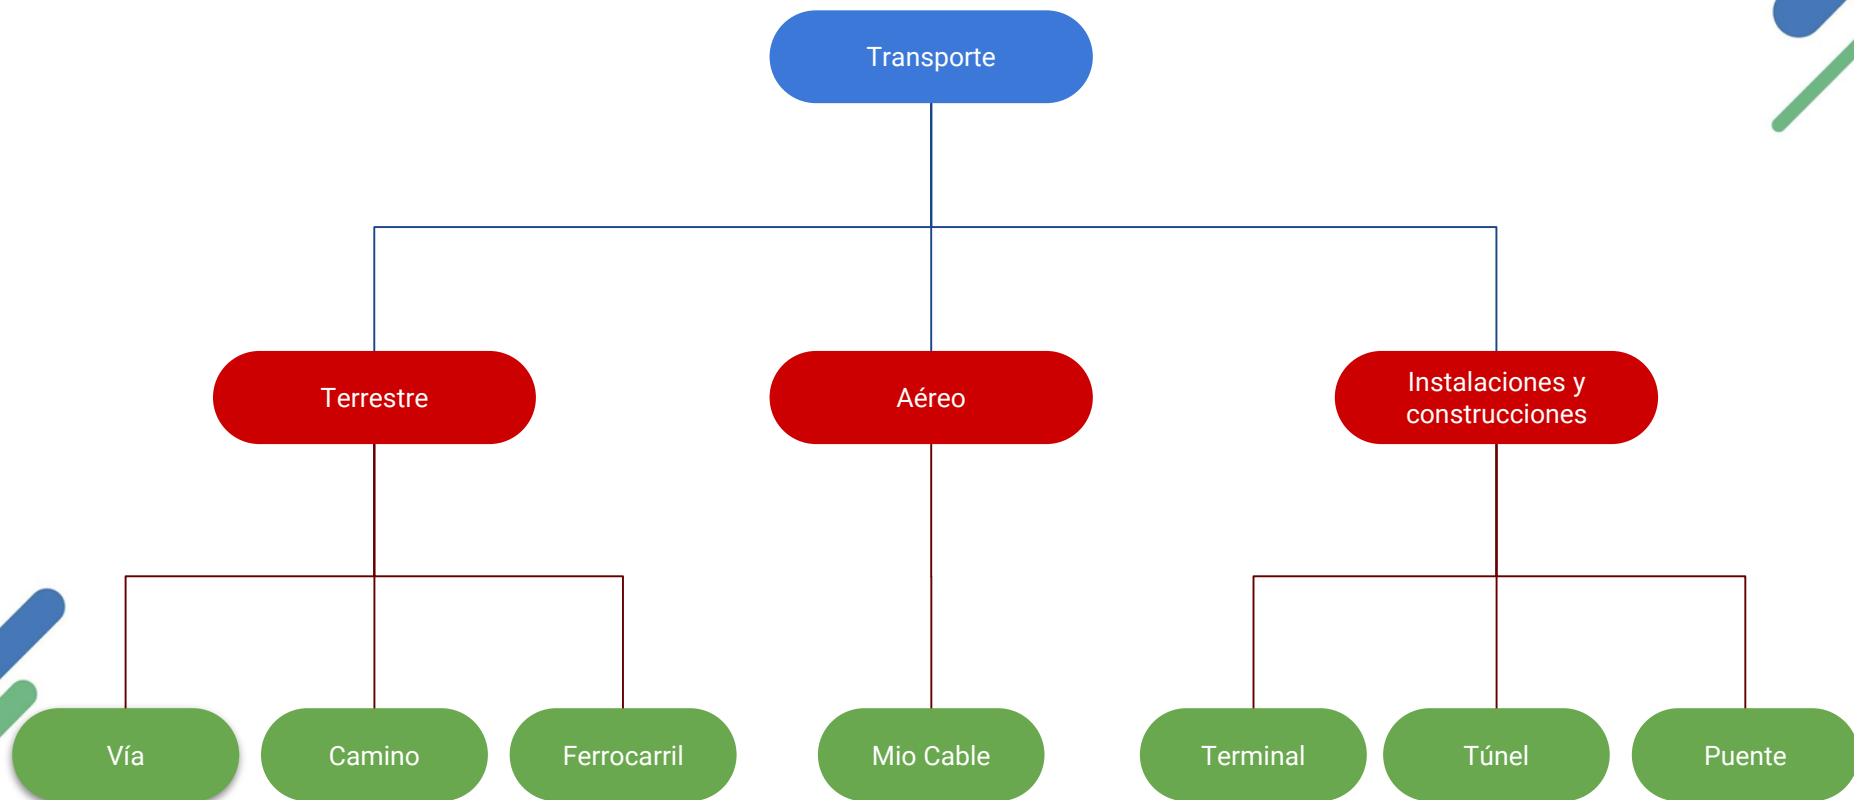 Transporte
Terrestre
Aéreo
Instalaciones y
construcciones
Vía
Camino
Ferrocarril
Mio Cable
Terminal
Túnel
Puente